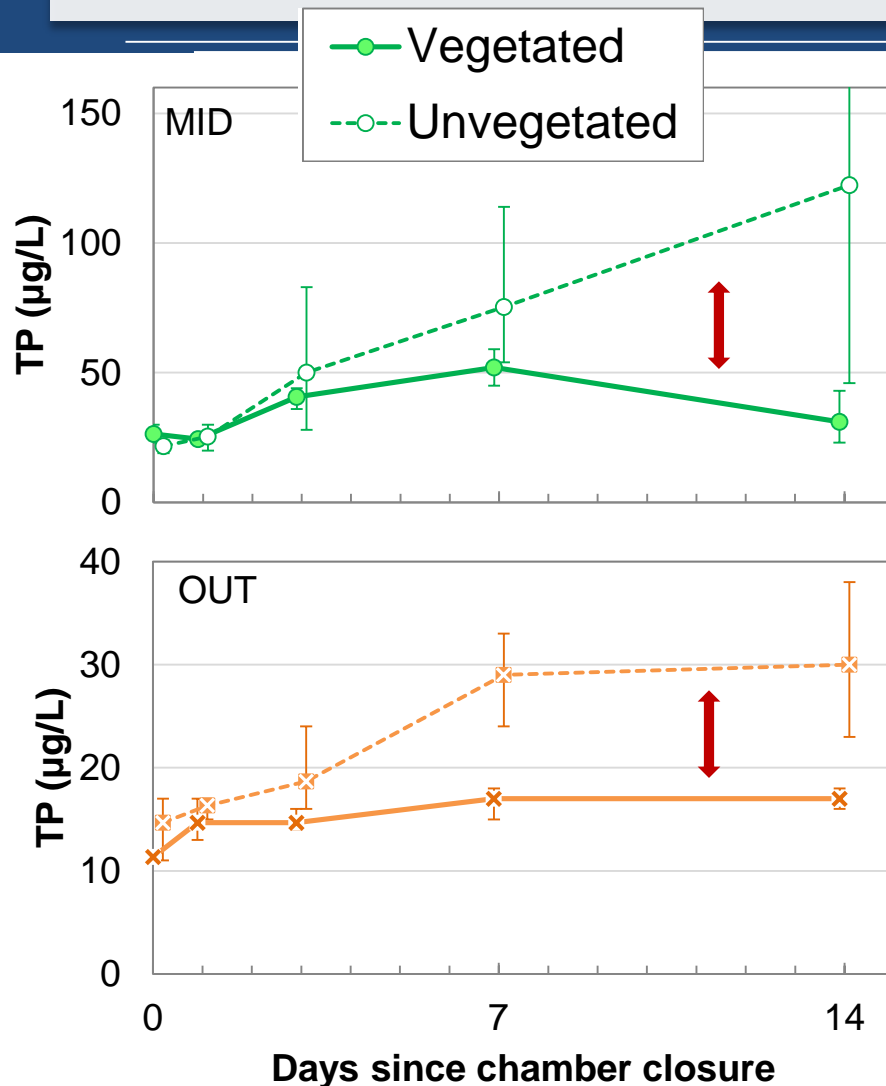 Vegetated
Unvegetated
MID
150
100
50
0
TP (µg/L)
OUT
40
30
20
10
0
TP (µg/L)
0 7 14
Days since chamber closure